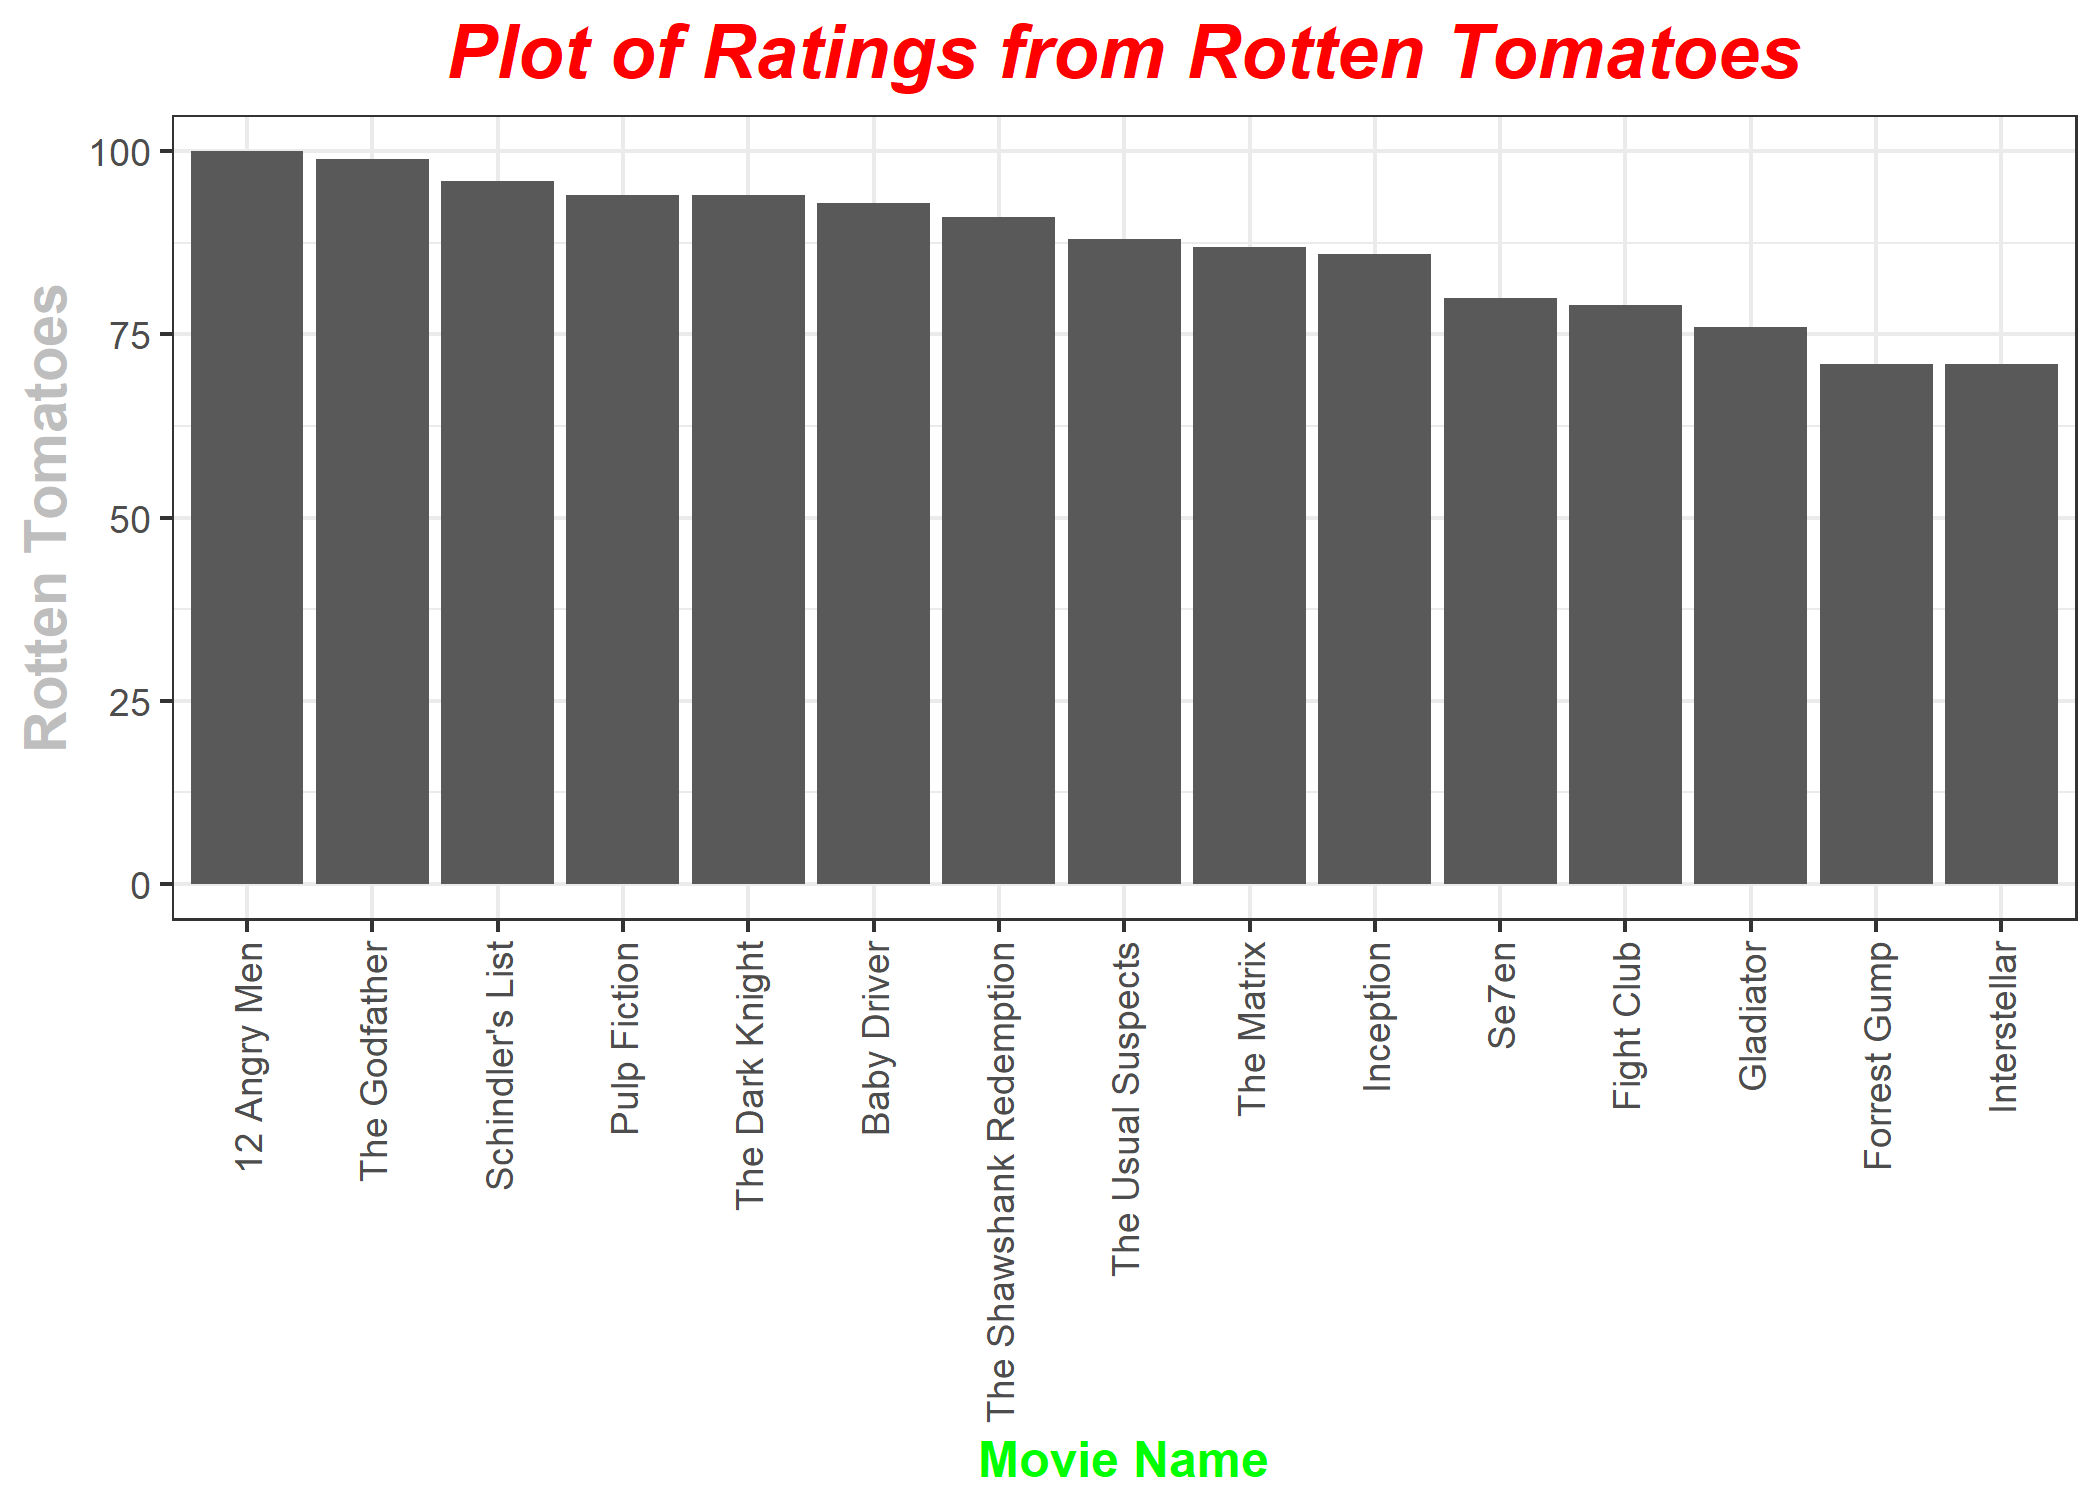 Plot of Ratings from Rotten Tomatoes
Rotten Tomatoes
100
75
50
25
0
12 Angry Men
The Godfather
Schindler's List
Pulp Fiction
The Dark Knight
Baby Driver
The Shawshank Redemption
The Usual Suspects
The Matrix
Inception
Se7en
Fight Club
Gladiator
Forrest Gump
Interstellar
Movie Name